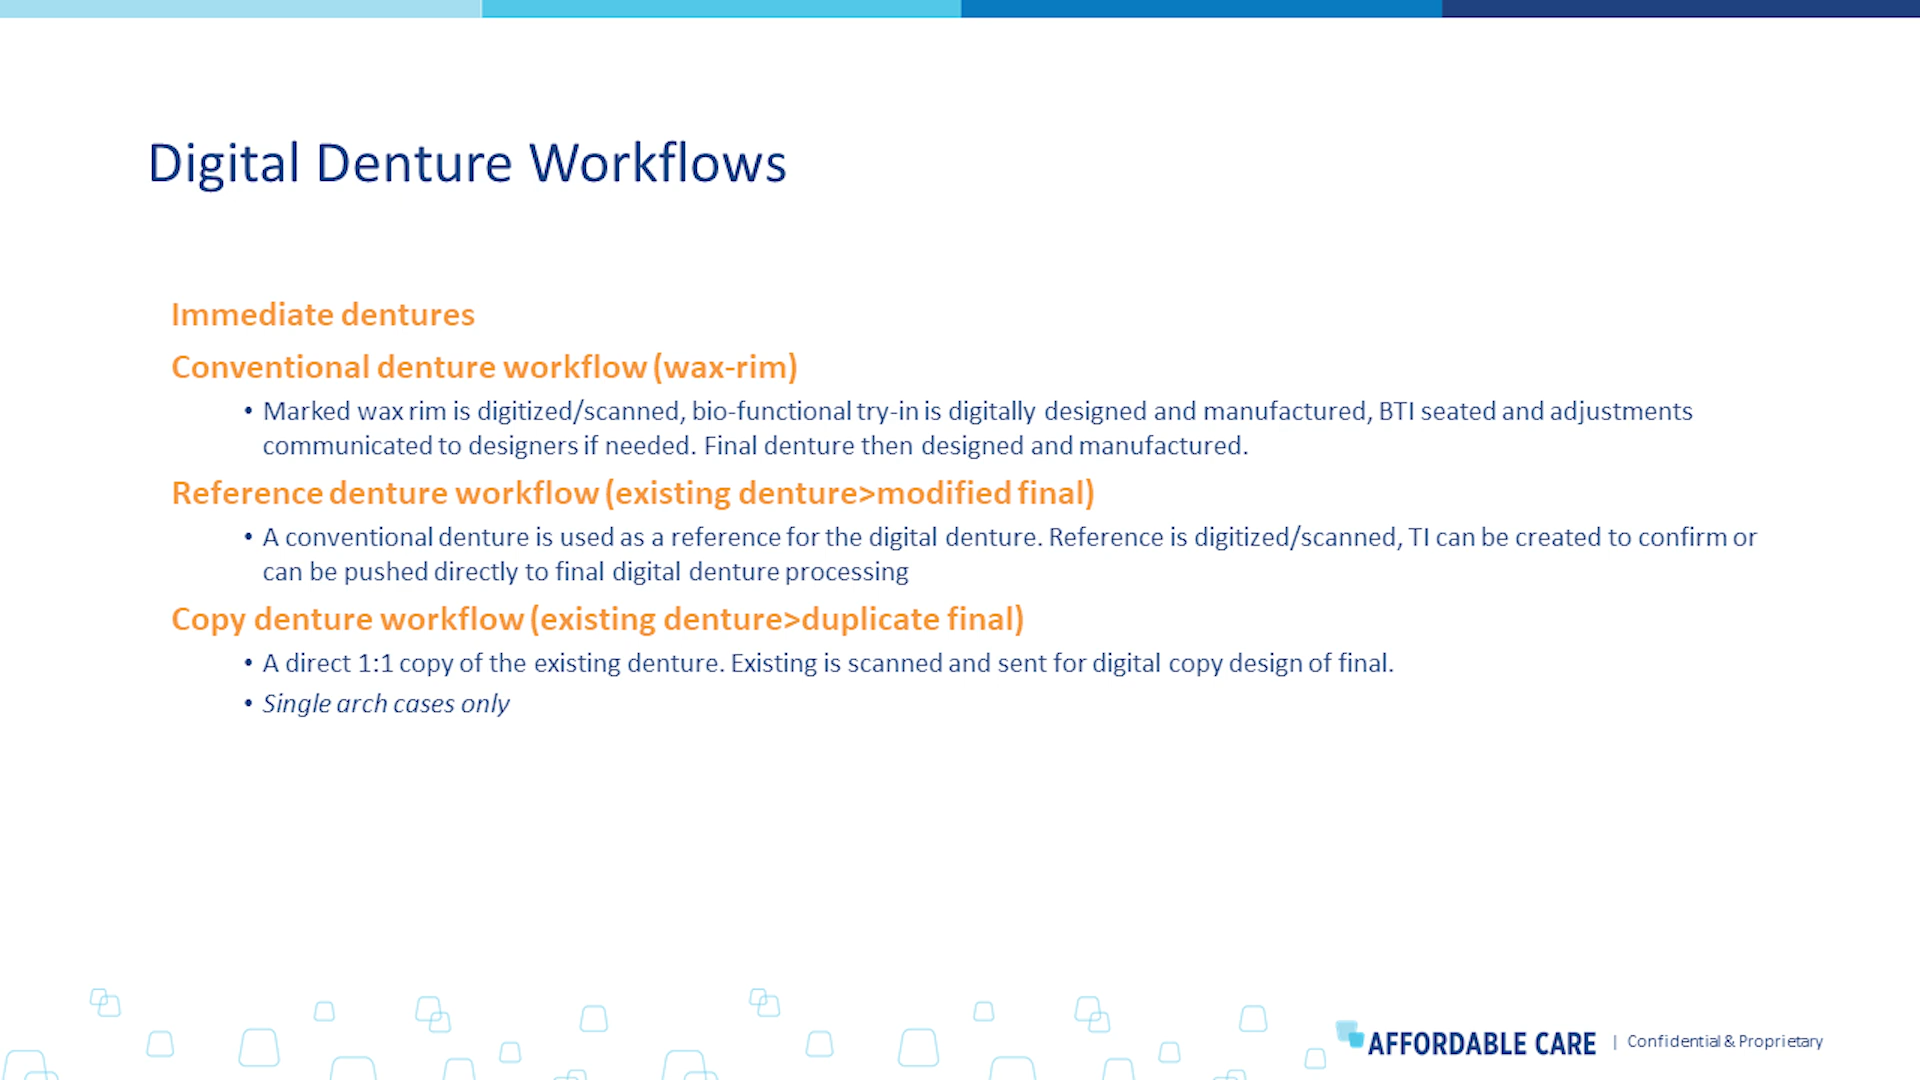 Digital Denture Workflows
Immediate dentures
Conventional denture workflow (wax-rim)
• Marked wax rim is digitized/scanned, bio-functional try-in is digitally designed and manufactured, BTI seated and adjustments
communicated to designers if needed. Final denture then designed and manufactured.
Reference denture workflow (existing denture>modified final)
• A conventional denture is used as a reference for the digital denture. Reference is digitized/scanned, TI can be created to confirm or
can be pushed directly to final digital denture processing
Copy denture workflow (existing denture>duplicate final)
• A direct 1:1 copy of the existing denture. Existing is scanned and sent for digital copy design of final.
• Single arch cases only
AFFORDABLE CARE | Confidential & Proprietary